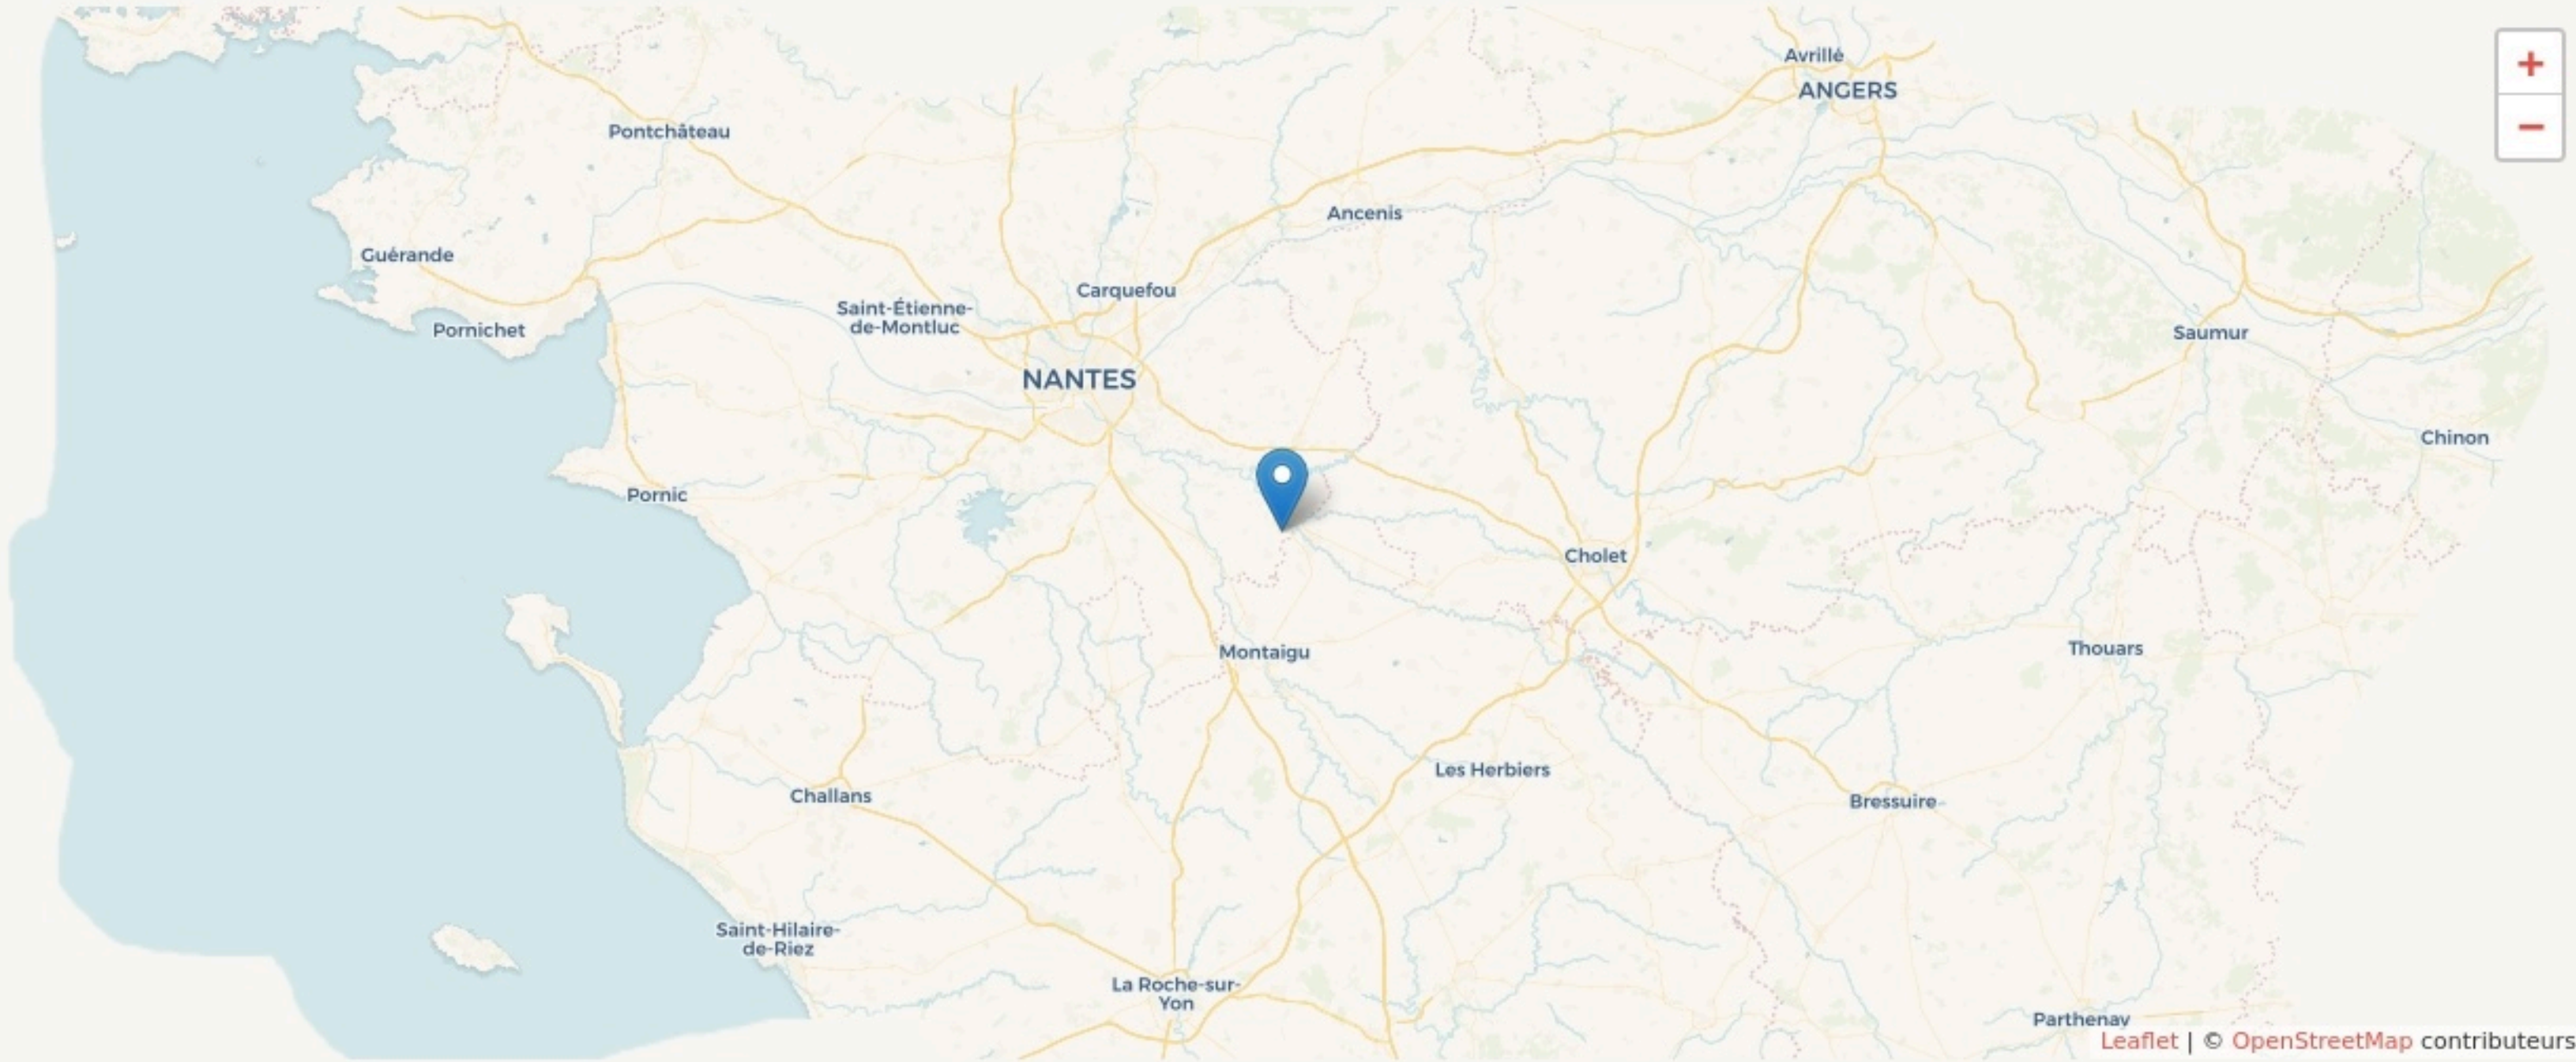 Avrillé
ANGERS
Pontchâteau
Ancenis
Guérande
Carquefou
Saint-Étienne-
de-Montluc
Pornichet
Saumur
NANTES
Chinon
Pornic
Cholet
Montaigu
Thouars
Les Herbiers
Challans
Bressuire
Saint-Hilaire-
de-Riez
La Roche-sur-
Yon
Parthenay
+
−
Leaflet | © OpenStreetMap contributeurs